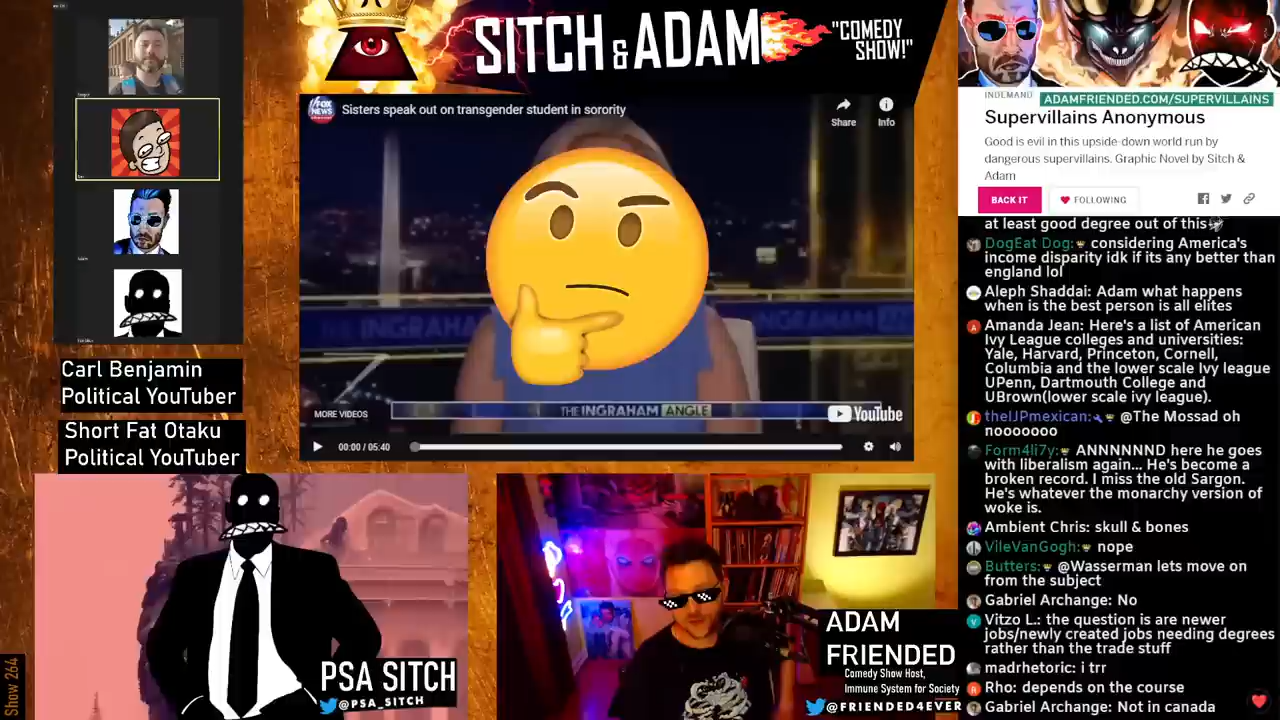 SITCH & ADAM
"COMEDY
SHOW!"
FOX
NEWS
Sisters speak out on transgender student in sorority
Share
Info
THE INGRAHAM ANGLE
MORE VIDEOS
YouTube
00:00 / 05:40
Carl Benjamin
Political YouTuber
Short Fat Otaku
Political YouTuber
PSA SITCH
@PSA_SITCH
Show 264
ADAM
FRIENDED
Comedy Show Host,
Immune System for Society
@FRIENDED4EVER
INDEMAND
ADAMFRIENDED.COM/SUPERVILLAINS
Supervillains Anonymous
Good is evil in this upside-down world run by
dangerous supervillains. Graphic Novel by Sitch &
Adam
BACK IT
FOLLOWING
at least good degree out of this
DogEat Dog: considering America's
income disparity idk if its any better than
england lol
Aleph Shaddai: Adam what happens
when is the best person is all elites
Amanda Jean: Here's a list of American
Ivy League colleges and universities:
Yale, Harvard, Princeton, Cornell,
Columbia and the lower scale Ivy league
UPenn, Dartmouth College and
UBrown(lower scale ivy league).
theIJPmexican: @The Mossad oh
nooooooo
Form4li7y: ANNNNNND here he goes
with liberalism again... He's become a
broken record. I miss the old Sargon.
He's whatever the monarchy version of
woke is.
Ambient Chris: skull & bones
VileVanGogh: nope
Butters: @Wasserman lets move on
from the subject
Gabriel Archange: No
Vitzo L.: the question is are newer
jobs/newly created jobs needing degrees
rather than the trade stuff
madrhetoric: i trr
Rho: depends on the course
Gabriel Archange: Not in canada